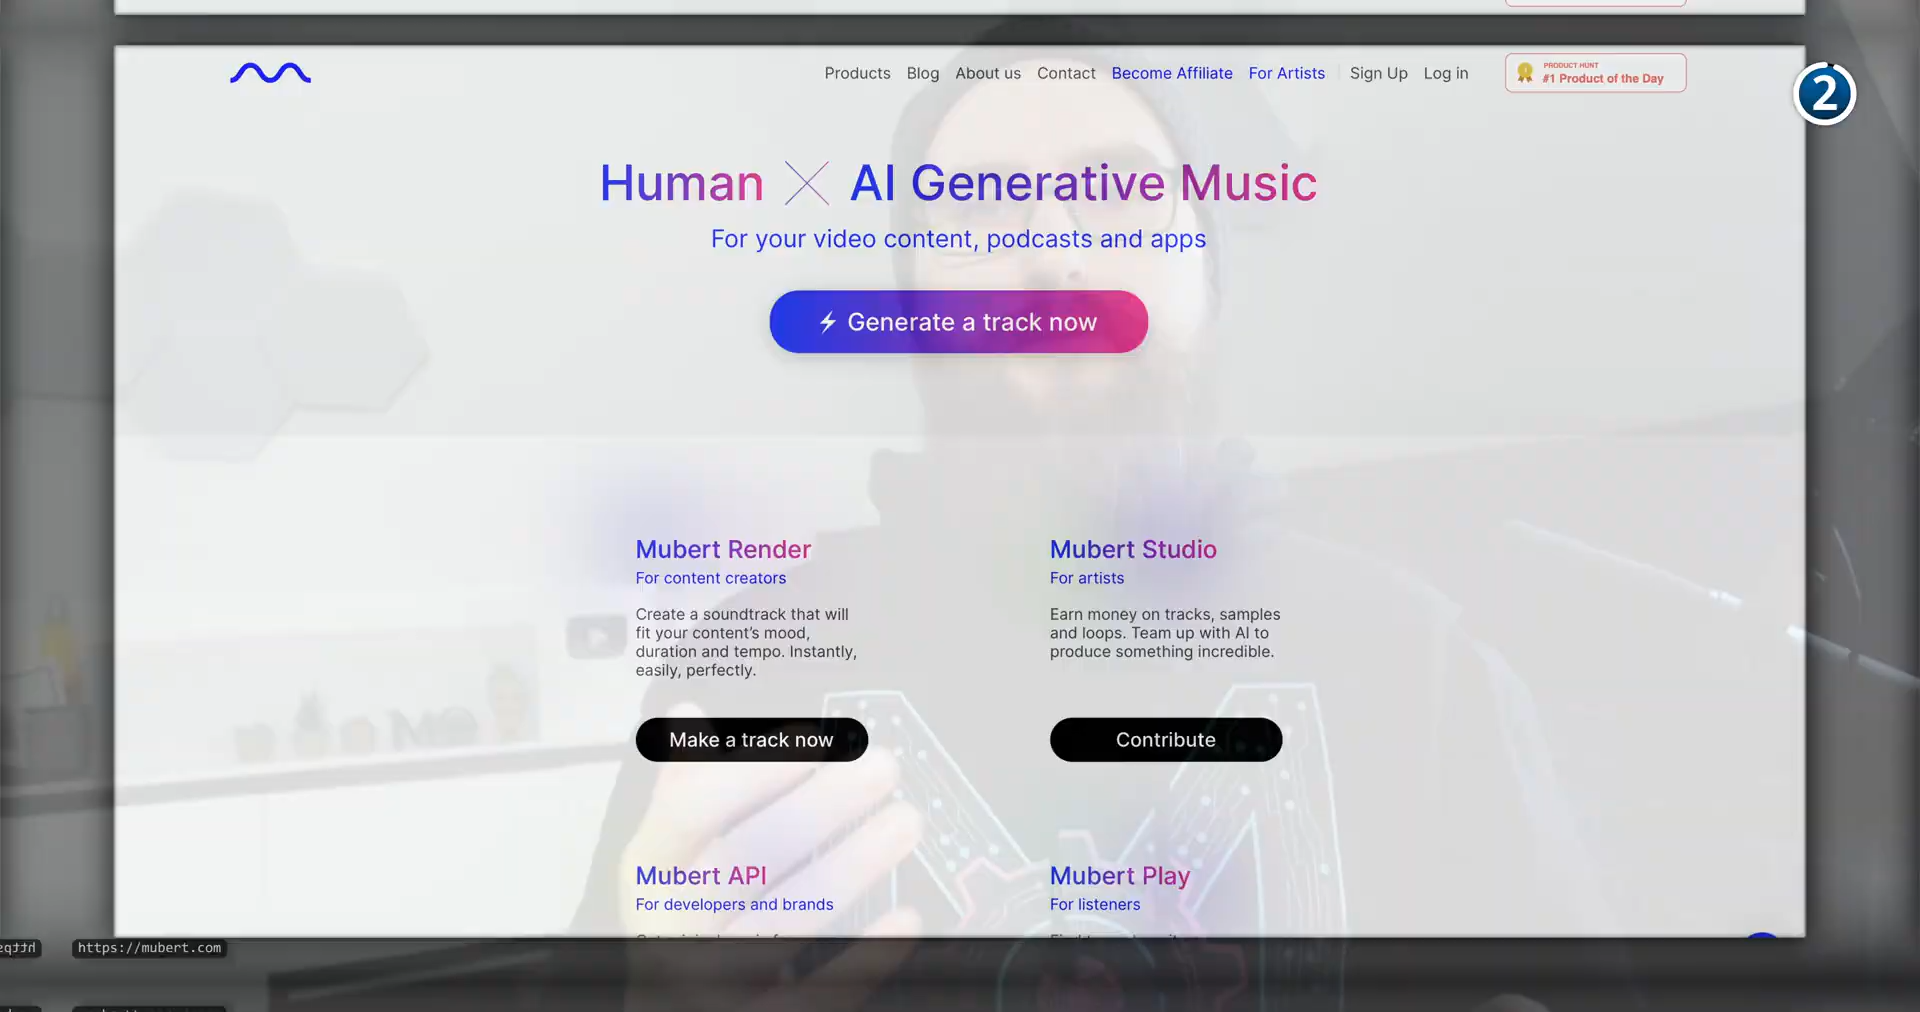 Products Blog About us Contact Become Affiliate For Artists Sign Up Log in
PRODUCT HUNT
#1 Product of the Day
2
Human × AI Generative Music
For your video content, podcasts and apps
⚡ Generate a track now
Mubert Render
For content creators
Create a soundtrack that will
fit your content’s mood,
duration and tempo. Instantly,
easily, perfectly.
Make a track now
Mubert Studio
For artists
Earn money on tracks, samples
and loops. Team up with AI to
produce something incredible.
Contribute
Mubert API
For developers and brands
Mubert Play
For listeners
https://mubert.com